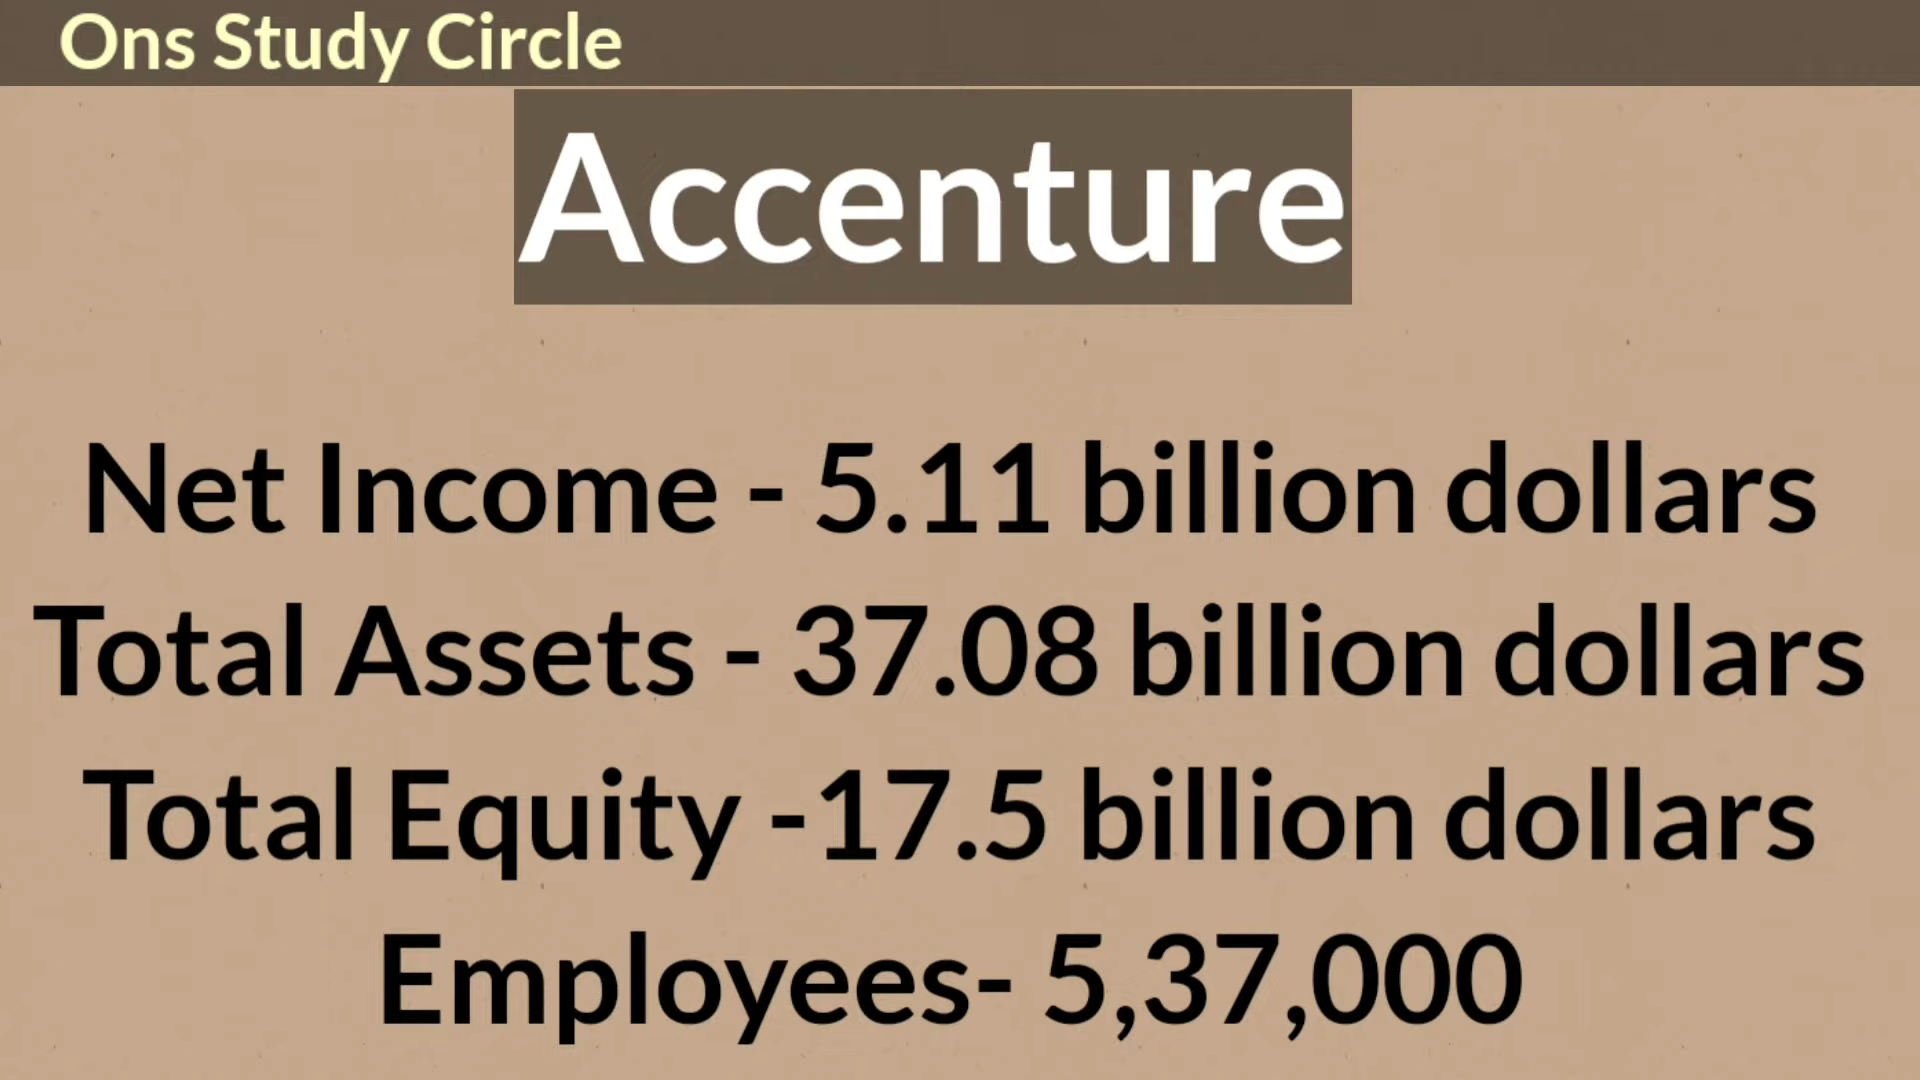 Ons Study Circle
Accenture
Net Income - 5.11 billion dollars
Total Assets - 37.08 billion dollars
Total Equity -17.5 billion dollars
Employees- 5,37,000